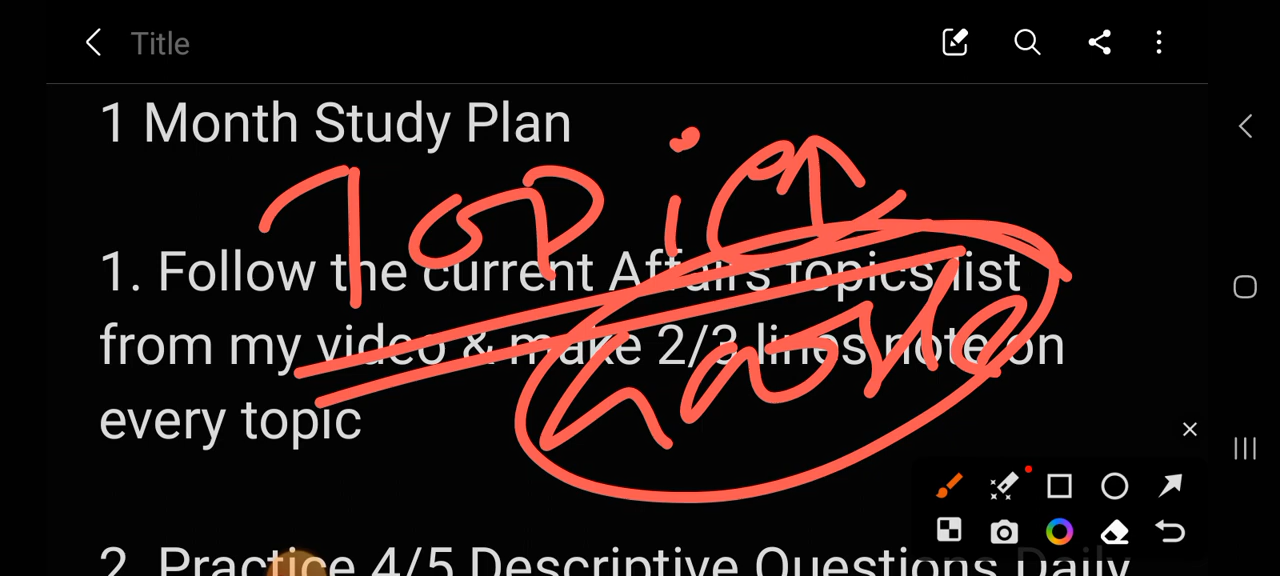 Title
1 Month Study Plan
Topic
1. Follow the current Affairs topics list
from my video & make 2/3 lines note on
every topic
2. Practice 4/5 Descriptive Questions Daily